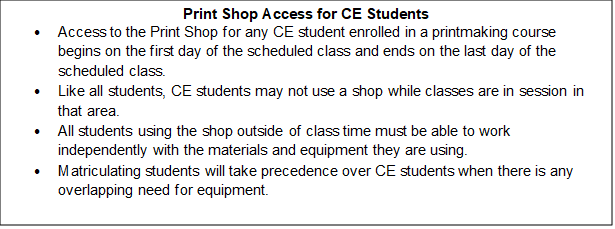 Print Shop Access for CE Students
• Access to the Print Shop for any CE student enrolled in a printmaking course
begins on the first day of the scheduled class and ends on the last day of the
scheduled class.
• Like all students, CE students may not use a shop while classes are in session in
that area.
• All students using the shop outside of class time must be able to work
independently with the materials and equipment they are using.
• Matriculating students will take precedence over CE students when there is any
overlapping need for equipment.